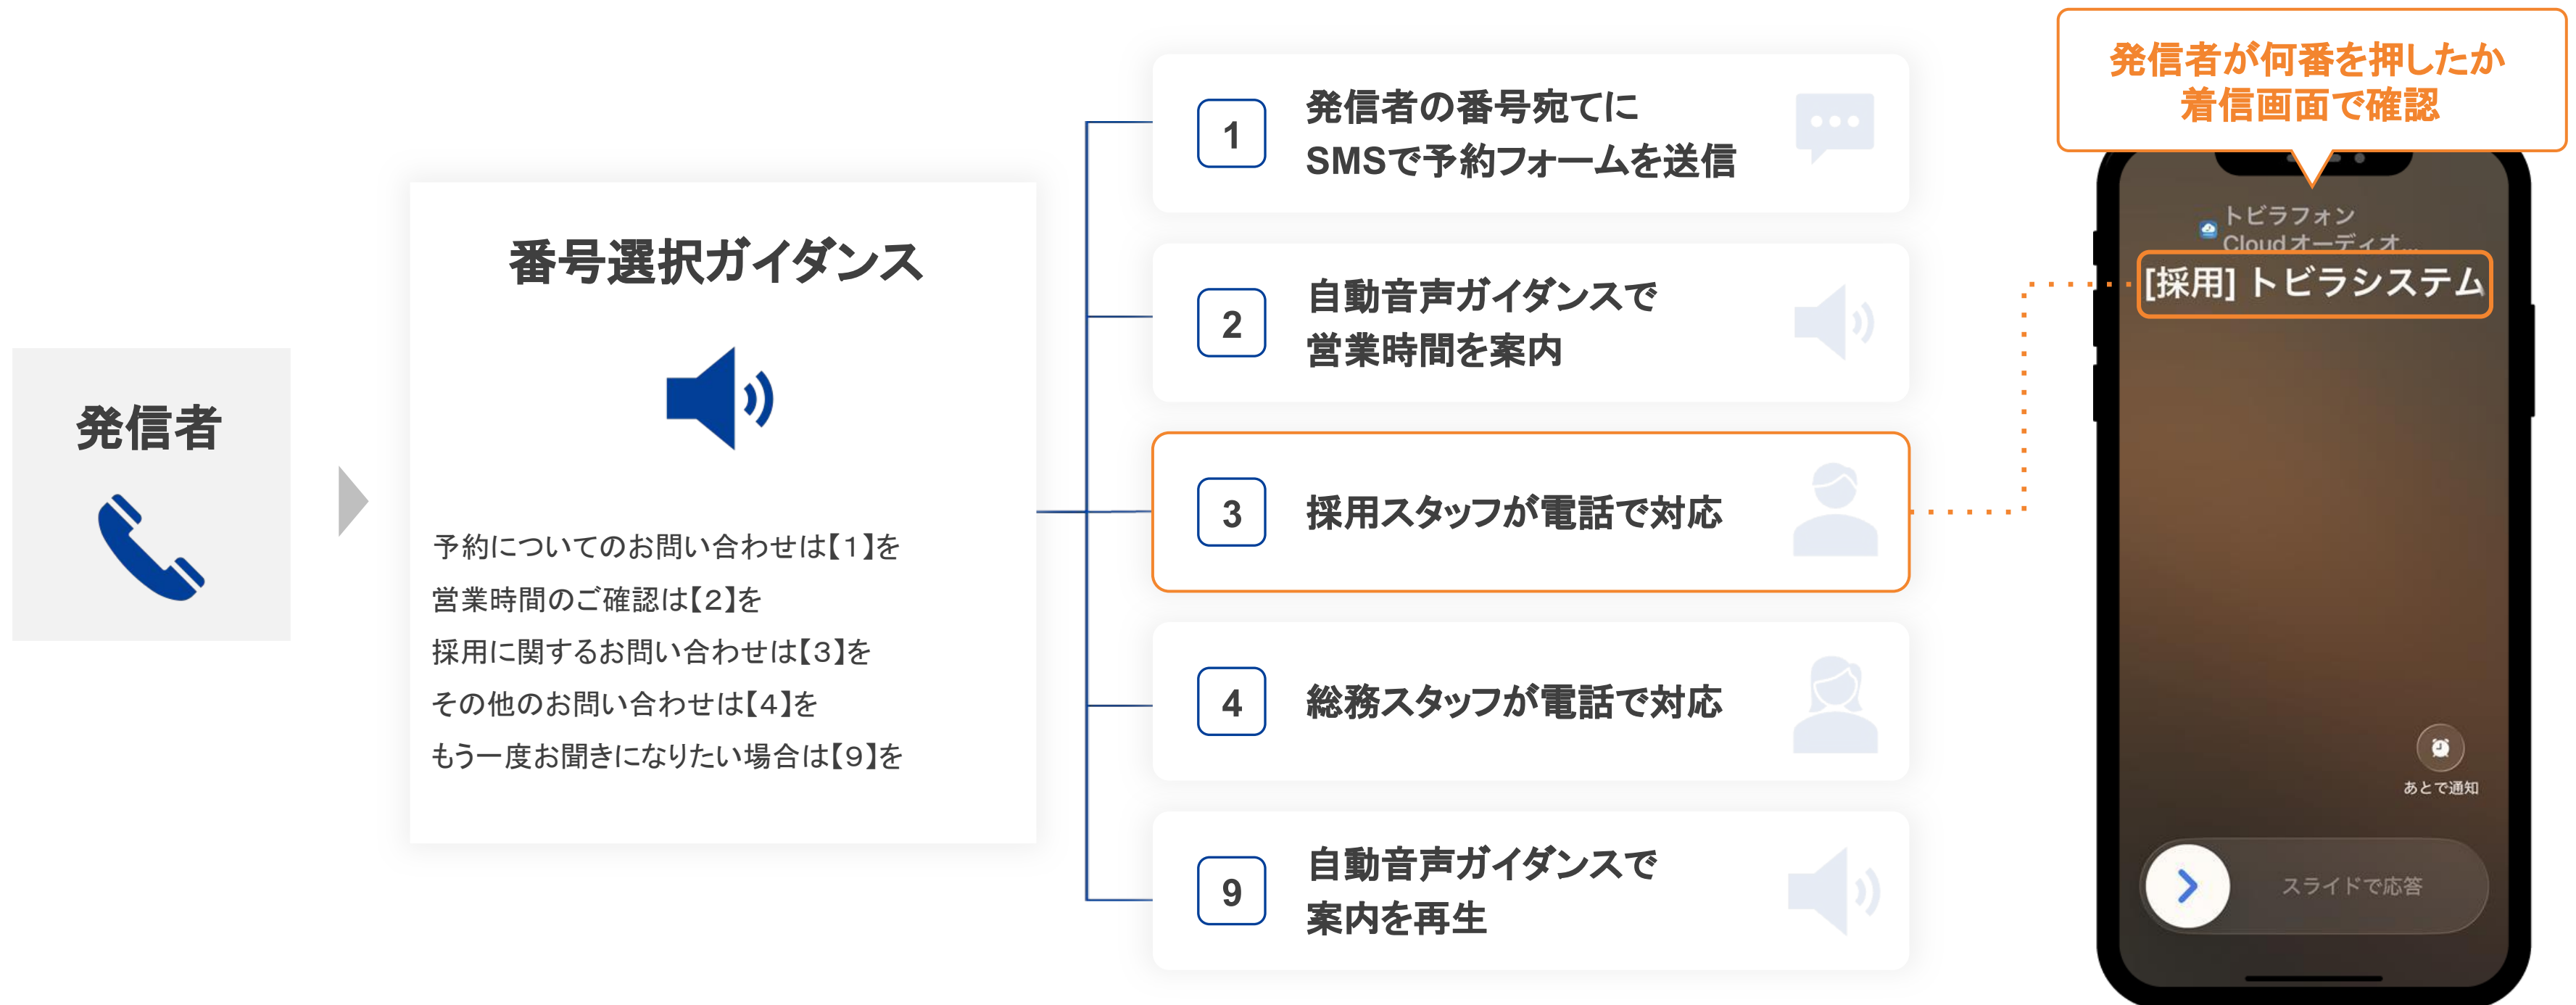 発信者
番号選択ガイダンス
予約についてのお問い合わせは【1】を
営業時間のご確認は【2】を
採用に関するお問い合わせは【3】を
その他のお問い合わせは【4】を
もう一度お聞きになりたい場合は【9】を
1
発信者の番号宛てに
SMSで予約フォームを送信
2
自動音声ガイダンスで
営業時間を案内
3
採用スタッフが電話で対応
4
総務スタッフが電話で対応
9
自動音声ガイダンスで
案内を再生
発信者が何番を押したか
着信画面で確認
トビラフォン
Cloudオーディオ...
[採用] トビラシステム
あとで通知
スライドで応答